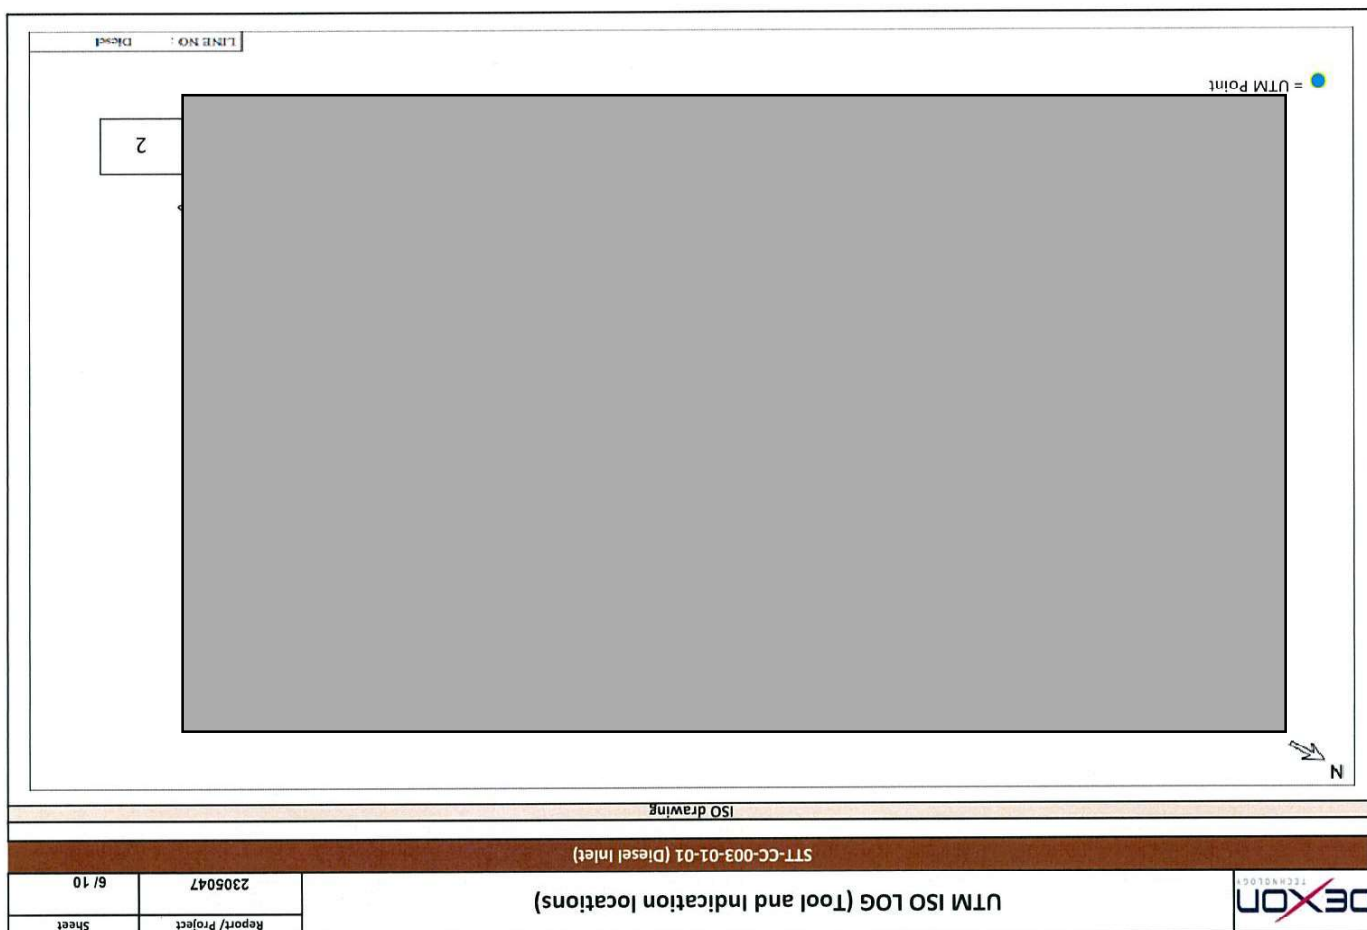 DEXON
TECHNOLOGY
UTM ISO LOG (Tool and Indication locations)
Report/ Project
Sheet
2305047
6/ 10
STT-CC-003-01-01 (Diesel Inlet)
ISO drawing
N
2
= UTM Point
LINE NO : Diesel